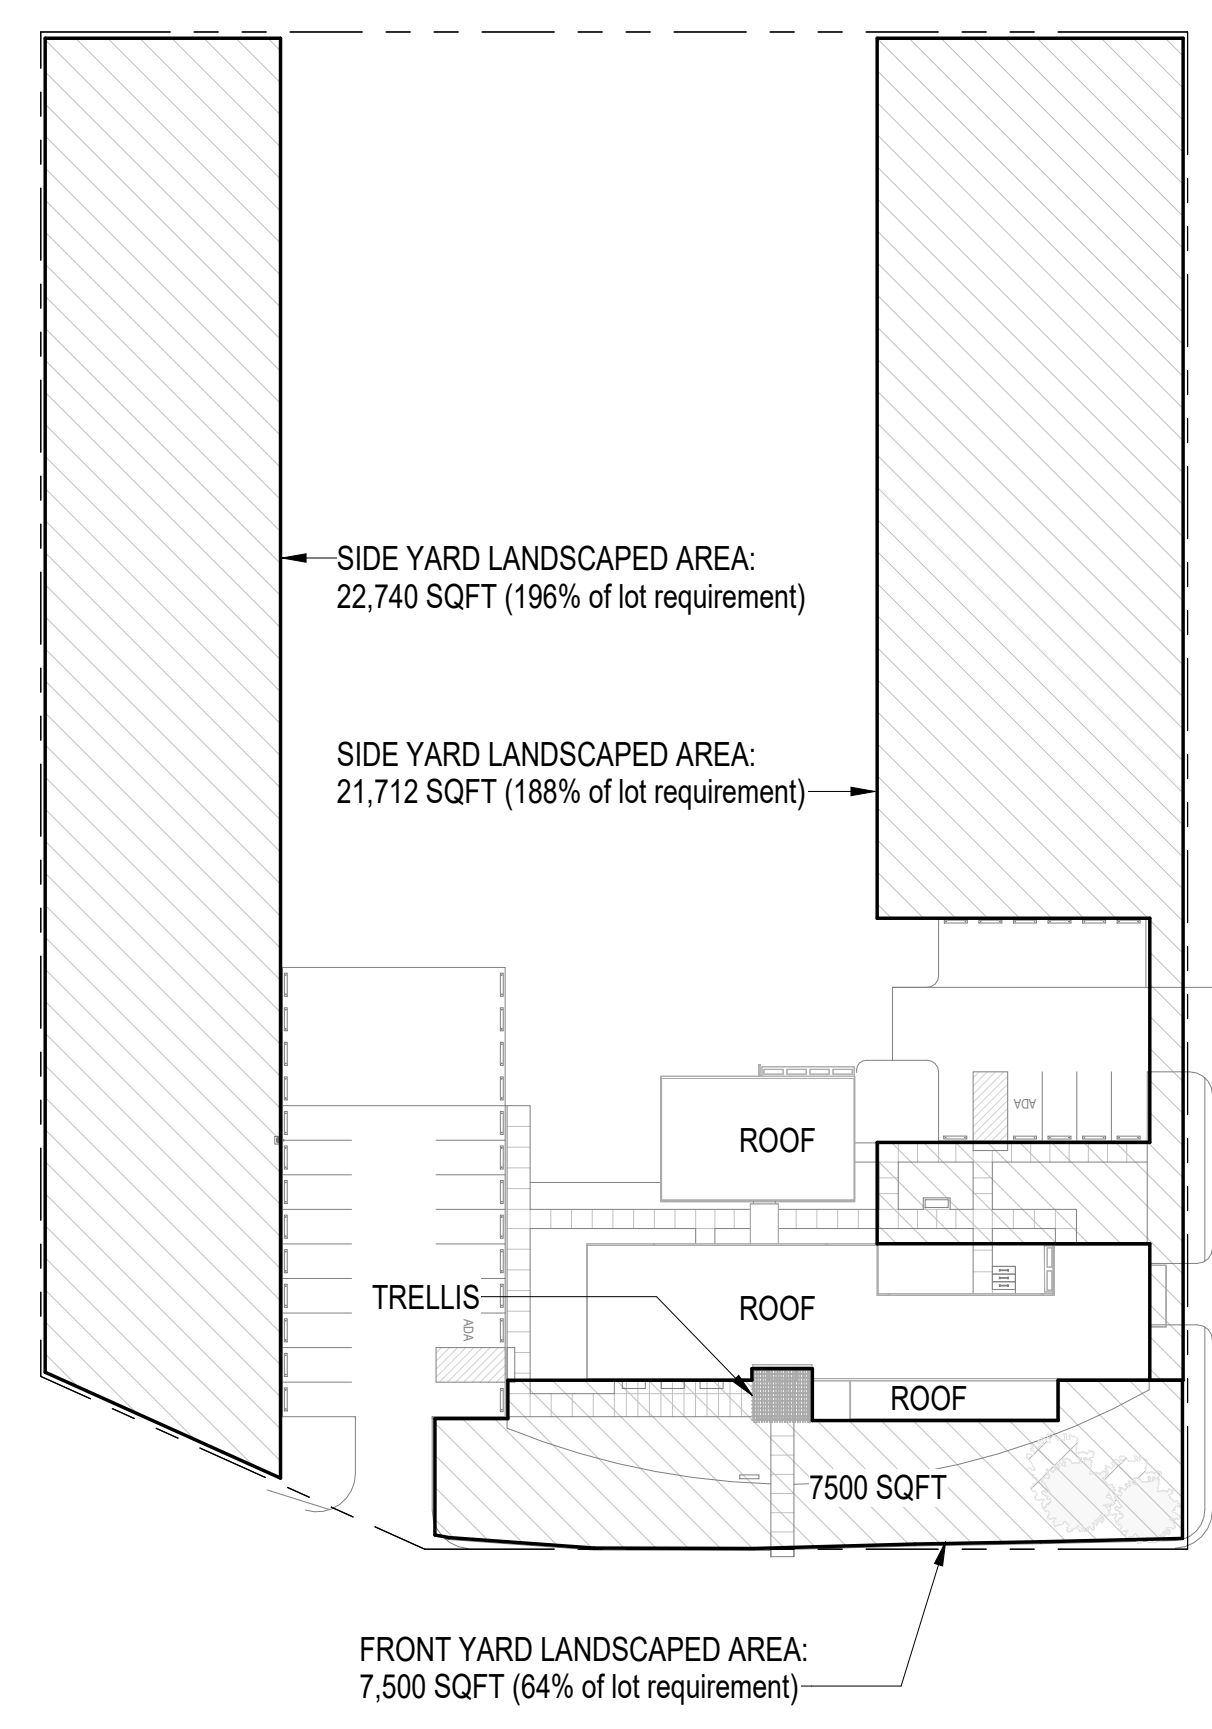 SIDE YARD LANDSCAPED AREA:
22,740 SQFT (196% of lot requirement)
SIDE YARD LANDSCAPED AREA:
21,712 SQFT (188% of lot requirement)
ADA
ROOF
TRELLIS
ROOF
ADA
ROOF
7500 SQFT
FRONT YARD LANDSCAPED AREA:
7,500 SQFT (64% of lot requirement)